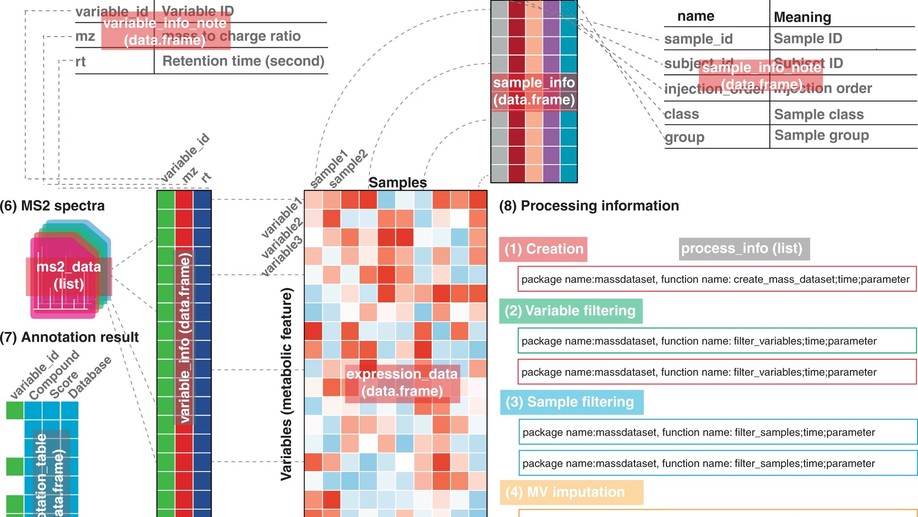 variable_id Variable ID
variable_info_note
(data.frame)
mz mass to charge ratio
rt Retention time (second)
name Meaning
sample_id Sample ID
subject_id Subject ID
sample_info_note
(data.frame)
injection_order Injection order
class Sample class
group Sample group
sample_info
(data.frame)
variable_id
mz
rt
sample1
sample2
Samples
variable1
variable2
variable3
(6) MS2 spectra
ms2_data
(list)
(7) Annotation result
variable_id
Compound
Score
Database
otation_table
data.frame)
variable_info (data.frame)
Variables (metabolic feature)
expression_data
(data.frame)
(8) Processing information
(1) Creation process_info (list)
package name:massdataset, function name: create_mass_dataset;time;parameter
(2) Variable filtering
package name:massdataset, function name: filter_variables;time;parameter
package name:massdataset, function name: filter_variables;time;parameter
(3) Sample filtering
package name:massdataset, function name: filter_samples;time;parameter
package name:massdataset, function name: filter_samples;time;parameter
(4) MV imputation